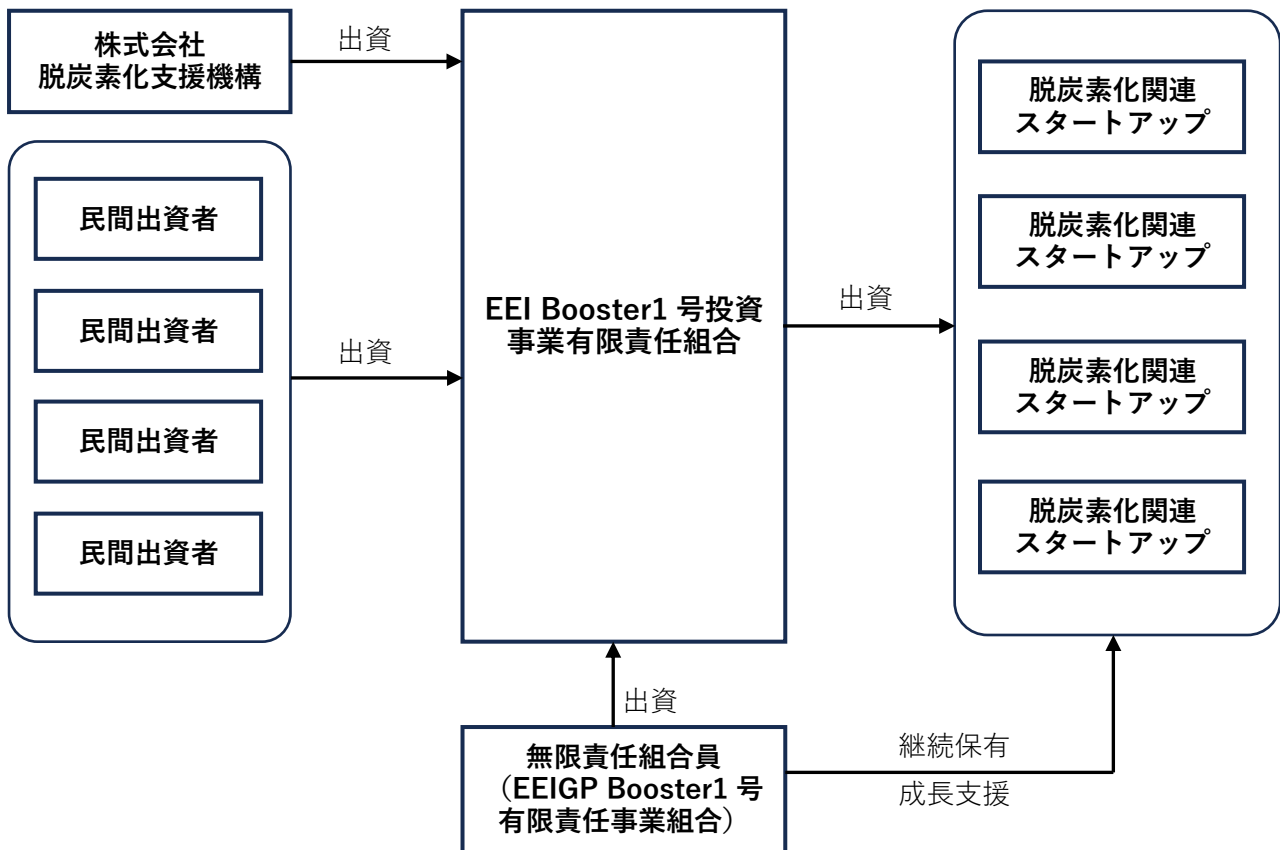 株式会社
脱炭素化支援機構
出資
民間出資者
民間出資者
民間出資者
民間出資者
出資
EEI Booster1 号投資
事業有限責任組合
出資
脱炭素化関連
スタートアップ
脱炭素化関連
スタートアップ
脱炭素化関連
スタートアップ
脱炭素化関連
スタートアップ
出資
無限責任組合員
（EEIGP Booster1 号
有限責任事業組合）
継続保有
成長支援